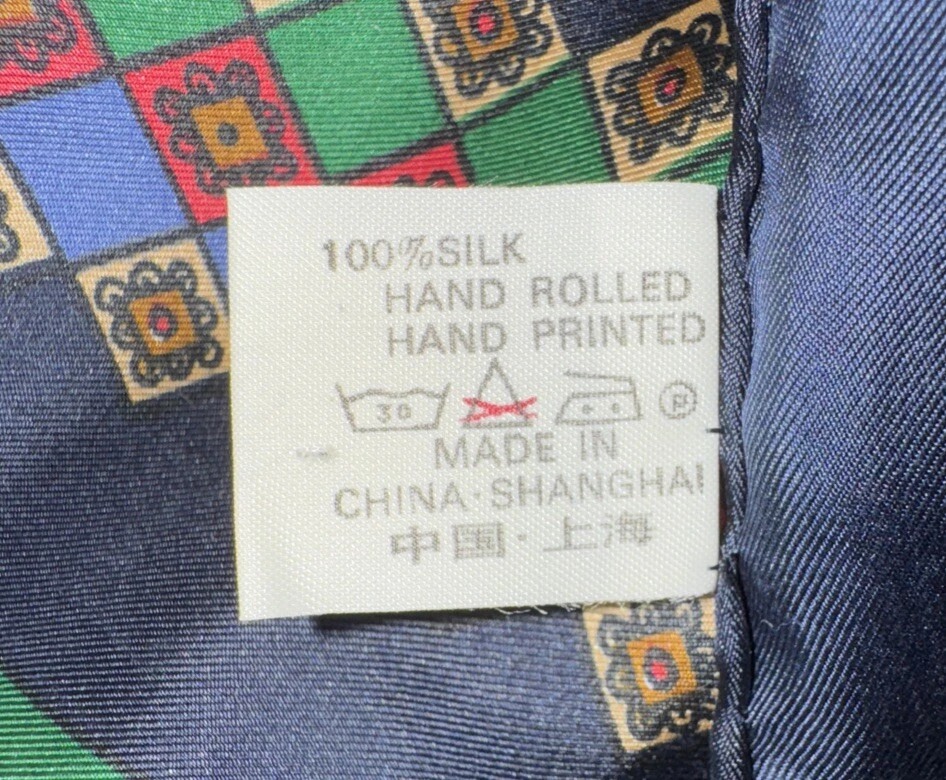 100% SILK
HAND ROLLED
HAND PRINTED
30 P
MADE IN
CHINA·SHANGHAI
中国·上海